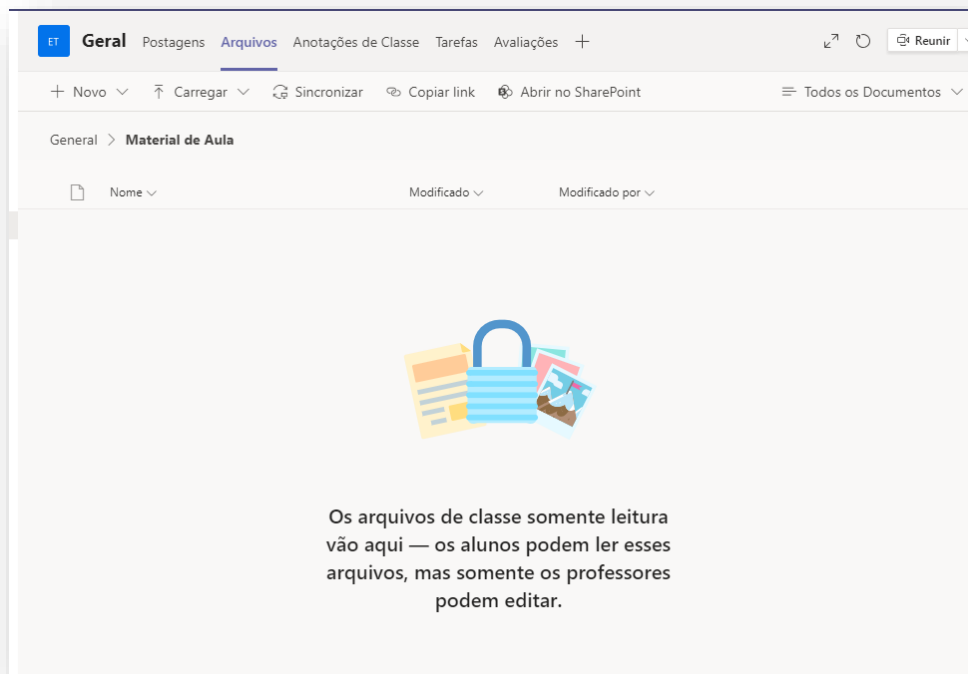 ET Geral Postagens Arquivos Anotações de Classe Tarefas Avaliações Reunir
Novo Carregar Sincronizar Copiar link Abrir no SharePoint Todos os Documentos
General > Material de Aula
Nome Modificado Modificado por
Os arquivos de classe somente leitura
vão aqui — os alunos podem ler esses
arquivos, mas somente os professores
podem editar.